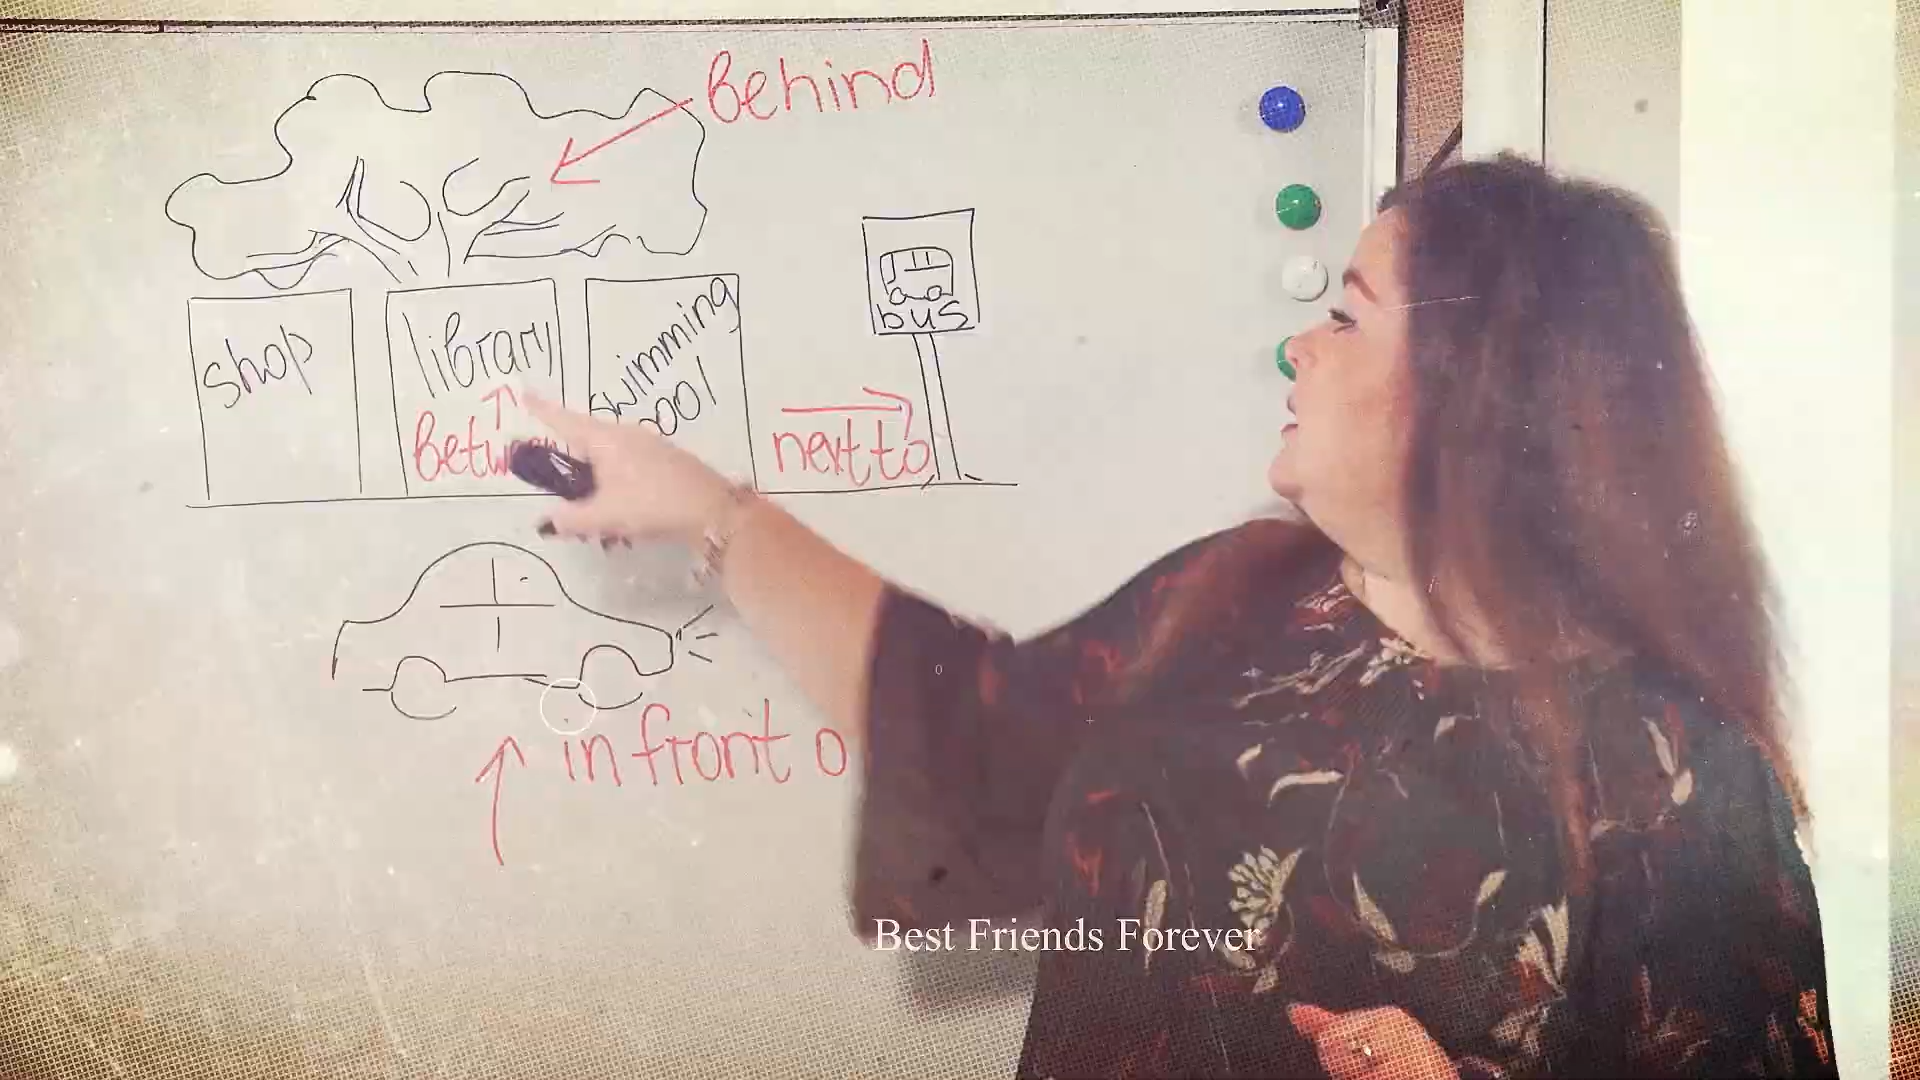 Behind
bus
shop
library
swimming
pool
next to
in front o
Best Friends Forever